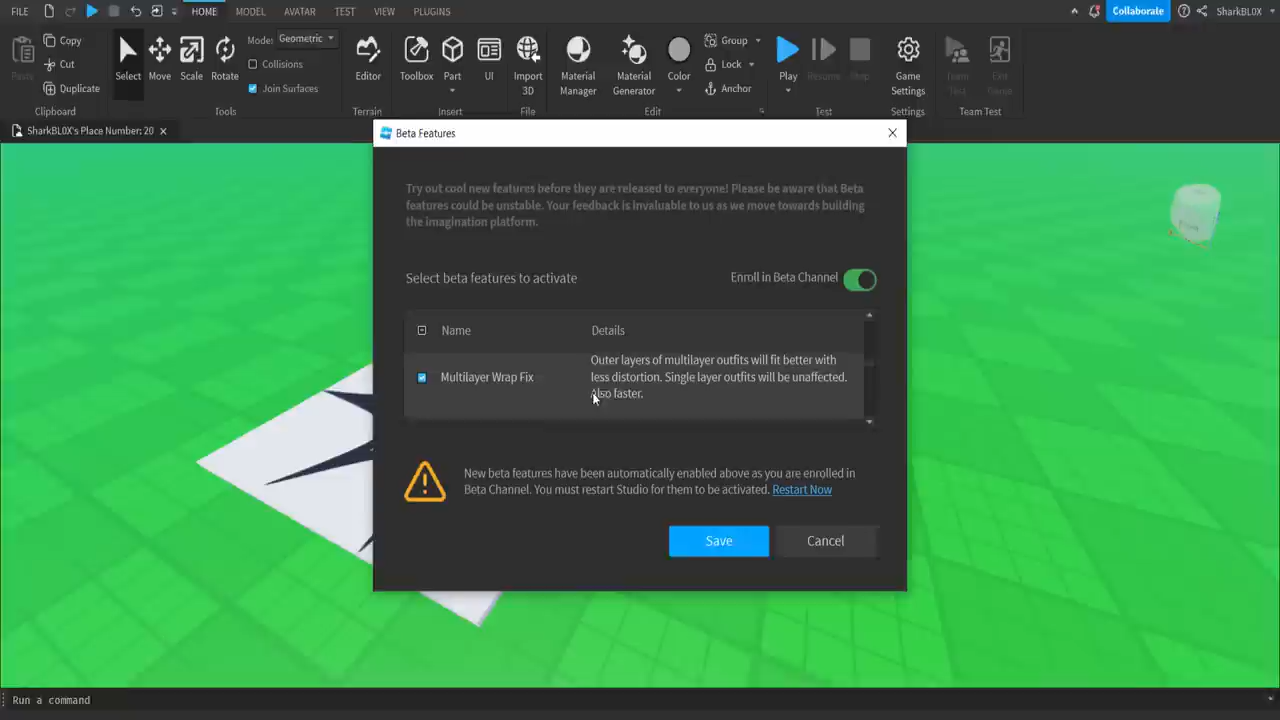 FILE
HOME
MODEL
AVATAR
TEST
VIEW
PLUGINS
Collaborate
SharkBL0X
Paste
Copy
Cut
Duplicate
Clipboard
Select
Move
Scale
Rotate
Mode: Geometric
Collisions
Join Surfaces
Tools
Editor
Terrain
Toolbox
Part
UI
Insert
Import
3D
File
Material
Manager
Material
Generator
Color
Group
Lock
Anchor
Edit
Play
Resume
Stop
Test
Game
Settings
Settings
Team
Test
Exit
Game
Team Test
SharkBL0X's Place Number: 20
Beta Features
Try out cool new features before they are released to everyone! Please be aware that Beta
features could be unstable. Your feedback is invaluable to us as we move towards building
the imagination platform.
Select beta features to activate
Enroll in Beta Channel
Name
Details
Multilayer Wrap Fix
Outer layers of multilayer outfits will fit better with
less distortion. Single layer outfits will be unaffected.
Also faster.
New beta features have been automatically enabled above as you are enrolled in
Beta Channel. You must restart Studio for them to be activated. Restart Now
Save
Cancel
Run a command